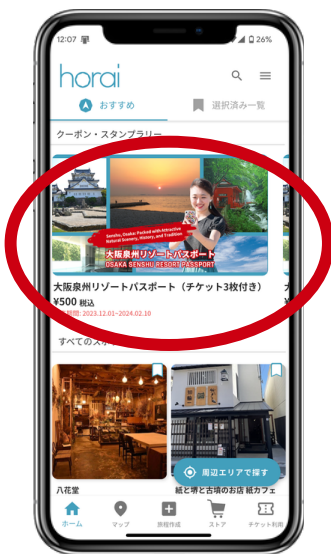 12:07
26%
horai
おすすめ
選択済み一覧
クーポン・スタンプラリー
Senshu, Osaka: Packed with Attractive
Natural Scenery, History, and Tradition
大阪泉州リゾートパスポート
OSAKA SENSHU RESORT PASSPORT
大阪泉州リゾートパスポート（チケット3枚付き）
¥500 税込
期間: 2023.12.01~2024.02.10
すべてのス
周辺エリアで探す
八花堂
紙と堺と古墳のお店 紙カフェ
ホーム
マップ
旅程作成
ストア
チケット利用